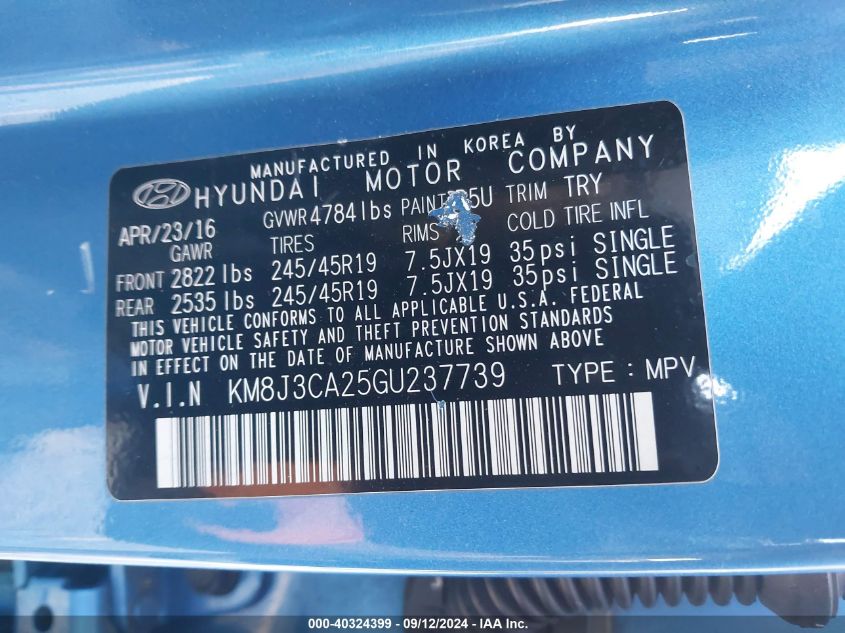 MANUFACTURED IN KOREA BY
HYUNDAI MOTOR COMPANY
APR/23/16 GVWR 4784 lbs PAINT 5U TRIM TRY
GAWR TIRES RIMS COLD TIRE INFL
FRONT 2822 lbs 245/45R19 7.5JX19 35psi SINGLE
REAR 2535 lbs 245/45R19 7.5JX19 35psi SINGLE
THIS VEHICLE CONFORMS TO ALL APPLICABLE U.S.A. FEDERAL
MOTOR VEHICLE SAFETY AND THEFT PREVENTION STANDARDS
IN EFFECT ON THE DATE OF MANUFACTURE SHOWN ABOVE
V.I.N KM8J3CA25GU237739 TYPE : MPV
000-40324399 - 09/12/2024 - IAA Inc.